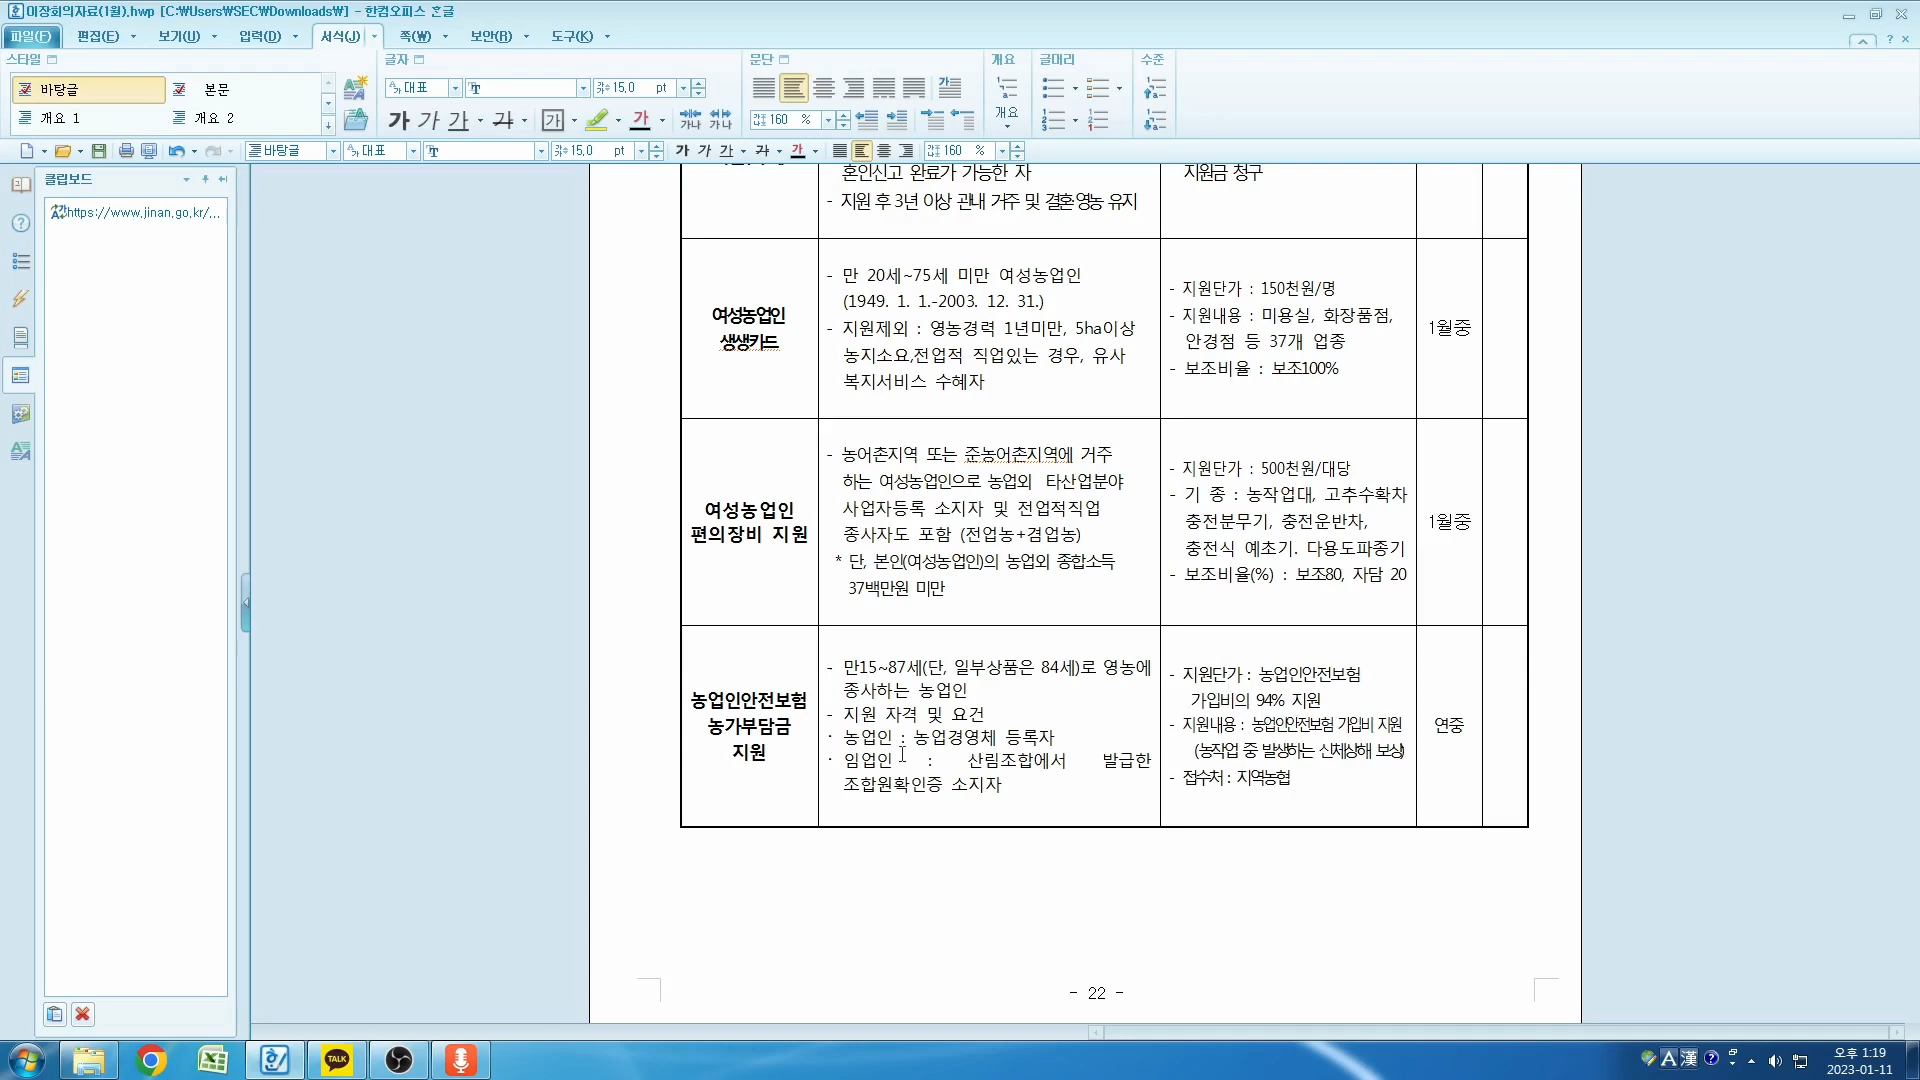 이장회의자료(1월).hwp [C:\Users\SEC\Downloads\] - 한컴오피스 한글
파일(F) 편집(E) 보기(U) 입력(D) 서식(J) 쪽(W) 보안(R) 도구(K)
스타일 글자 문단 개요 글머리 수준
바탕글 본문
개요 1 개요 2
대표 15.0 pt
가 가 가 가 가 가
160 %
개요
바탕글 대표 15.0 pt 가 가 가 가 가 160 %
클립보드
https://www.jinan.go.kr/...
혼인신고 완료가 가능한 자
- 지원 후 3년 이상 관내 거주 및 결혼영농 유지
지원금 청구
여성농업인
생생카드
- 만 20세~75세 미만 여성농업인
(1949. 1. 1.-2003. 12. 31.)
- 지원제외 : 영농경력 1년미만, 5ha이상
농지소요,전업적 직업있는 경우, 유사
복지서비스 수혜자
- 지원단가 : 150천원/명
- 지원내용 : 미용실, 화장품점,
안경점 등 37개 업종
- 보조비율 : 보조100%
1월중
여성농업인
편의장비 지원
- 농어촌지역 또는 준농어촌지역에 거주
하는 여성농업인으로 농업외 타산업분야
사업자등록 소지자 및 전업적직업
종사자도 포함 (전업농+겸업농)
* 단, 본인(여성농업인)의 농업외 종합소득
37백만원 미만
- 지원단가 : 500천원/대당
- 기 종 : 농작업대, 고추수확차
충전분무기, 충전운반차,
충전식 예초기. 다용도파종기
- 보조비율(%) : 보조80, 자담 20
1월중
농업인안전보험
농가부담금
지원
- 만15~87세(단, 일부상품은 84세)로 영농에
종사하는 농업인
- 지원 자격 및 요건
· 농업인 : 농업경영체 등록자
· 임업인 : 산림조합에서 발급한
조합원확인증 소지자
- 지원단가 : 농업인안전보험
가입비의 94% 지원
- 지원내용 : 농업인안전보험 가입비 지원
(농작업 중 발생하는 신체상해 보상)
- 접수처 : 지역농협
연중
- 22 -
TALK
A 漢
오후 1:19
2023-01-11